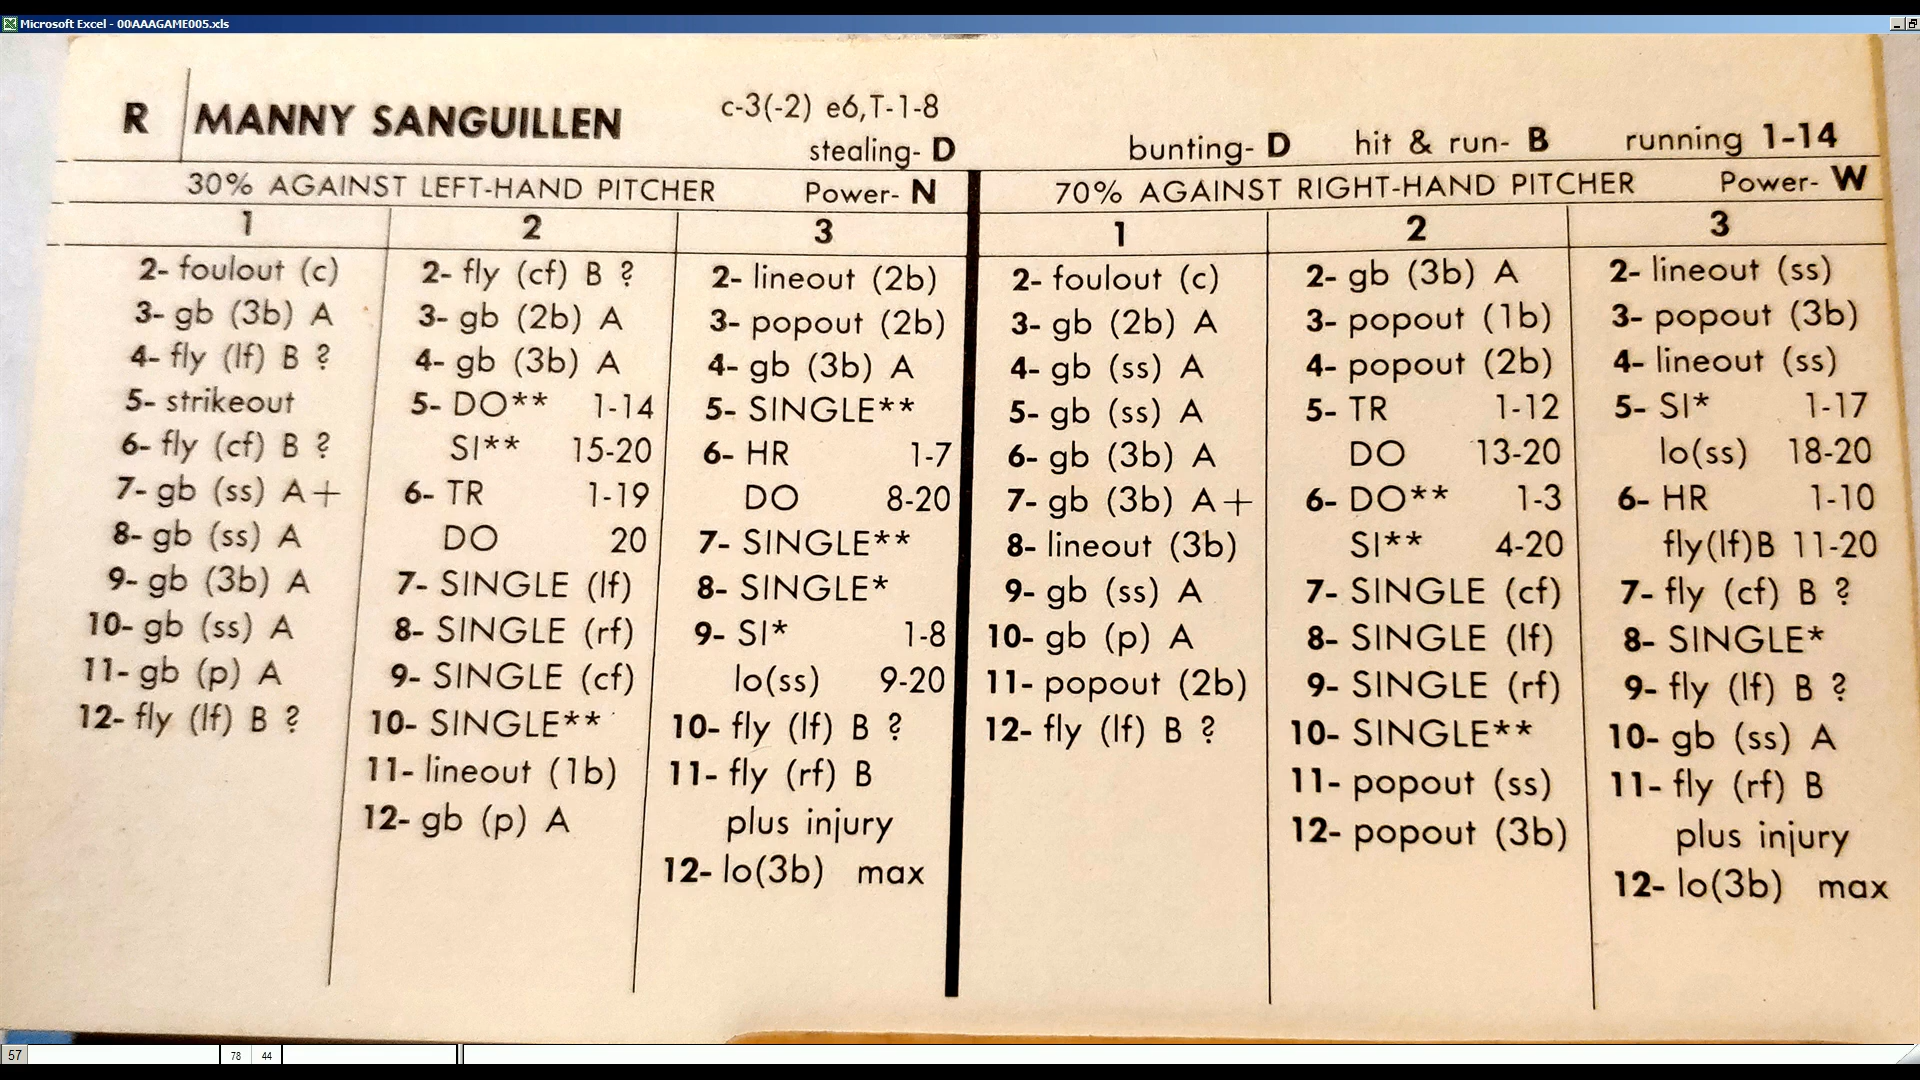 Microsoft Excel - 00AAAGAME005.xls
R MANNY SANGUILLEN
c-3(-2) e6,T-1-8
stealing- D bunting- D hit & run- B running 1-14
30% AGAINST LEFT-HAND PITCHER Power- N
1
2- foulout (c)
3- gb (3b) A
4- fly (lf) B ?
5- strikeout
6- fly (cf) B ?
7- gb (ss) A+
8- gb (ss) A
9- gb (3b) A
10- gb (ss) A
11- gb (p) A
12- fly (lf) B ?
2
2- fly (cf) B ?
3- gb (2b) A
4- gb (3b) A
5- DO** 1-14
SI** 15-20
6- TR 1-19
DO 20
7- SINGLE (lf)
8- SINGLE (rf)
9- SINGLE (cf)
10- SINGLE**
11- lineout (1b)
12- gb (p) A
3
2- lineout (2b)
3- popout (2b)
4- gb (3b) A
5- SINGLE**
6- HR 1-7
DO 8-20
7- SINGLE**
8- SINGLE*
9- SI* 1-8
lo(ss) 9-20
10- fly (lf) B ?
11- fly (rf) B
plus injury
12- lo(3b) max
70% AGAINST RIGHT-HAND PITCHER Power- W
1
2- foulout (c)
3- gb (2b) A
4- gb (ss) A
5- gb (ss) A
6- gb (3b) A
7- gb (3b) A+
8- lineout (3b)
9- gb (ss) A
10- gb (p) A
11- popout (2b)
12- fly (lf) B ?
2
2- gb (3b) A
3- popout (1b)
4- popout (2b)
5- TR 1-12
DO 13-20
6- DO** 1-3
SI** 4-20
7- SINGLE (cf)
8- SINGLE (lf)
9- SINGLE (rf)
10- SINGLE**
11- popout (ss)
12- popout (3b)
3
2- lineout (ss)
3- popout (3b)
4- lineout (ss)
5- SI* 1-17
lo(ss) 18-20
6- HR 1-10
fly(lf)B 11-20
7- fly (cf) B ?
8- SINGLE*
9- fly (lf) B ?
10- gb (ss) A
11- fly (rf) B
plus injury
12- lo(3b) max
57 78 44